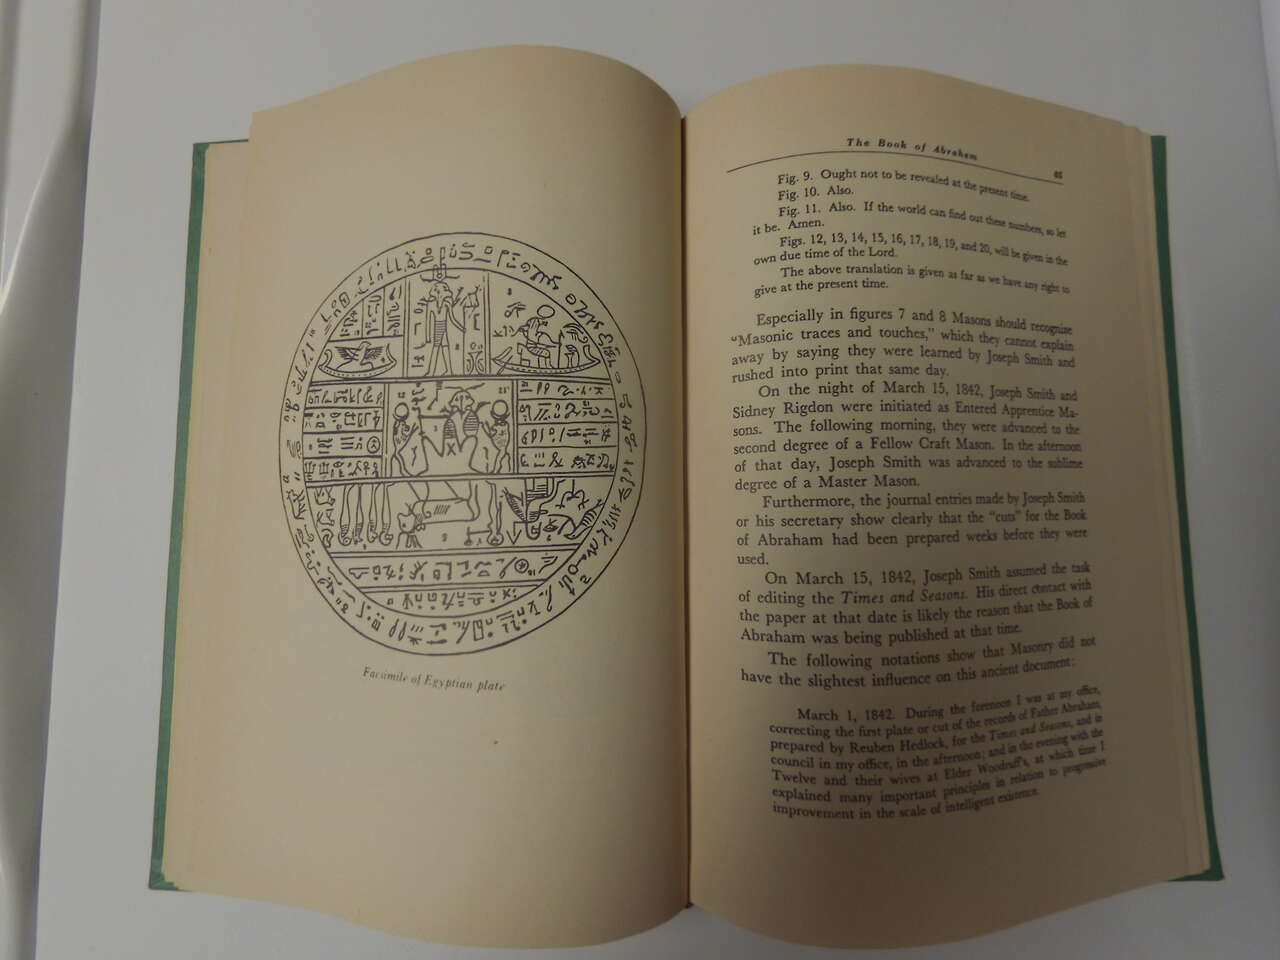 Facsimile of Egyptian plate
The Book of Abraham 65
Fig. 9. Ought not to be revealed at the present time.
Fig. 10. Also.
Fig. 11. Also. If the world can find out these numbers, so let
it be. Amen.
Figs. 12, 13, 14, 15, 16, 17, 18, 19, and 20, will be given in the
own due time of the Lord.
The above translation is given as far as we have any right to
give at the present time.
Especially in figures 7 and 8 Masons should recognize
"Masonic traces and touches," which they cannot explain
away by saying they were learned by Joseph Smith and
rushed into print that same day.
On the night of March 15, 1842, Joseph Smith and
Sidney Rigdon were initiated as Entered Apprentice Ma-
sons. The following morning, they were advanced to the
second degree of a Fellow Craft Mason. In the afternoon
of that day, Joseph Smith was advanced to the sublime
degree of a Master Mason.
Furthermore, the journal entries made by Joseph Smith
or his secretary show clearly that the "cuts" for the Book
of Abraham had been prepared weeks before they were
used.
On March 15, 1842, Joseph Smith assumed the task
of editing the Times and Seasons. His direct contact with
the paper at that date is likely the reason that the Book of
Abraham was being published at that time.
The following notations show that Masonry did not
have the slightest influence on this ancient document:
March 1, 1842. During the forenoon I was at my office,
correcting the first plate or cut of the records of Father Abraham,
prepared by Reuben Hedlock, for the Times and Seasons, and in
council in my office, in the afternoon; and in the evening with the
Twelve and their wives at Elder Woodruff's, at which time I
explained many important principles in relation to progressive
improvement in the scale of intelligent existence.